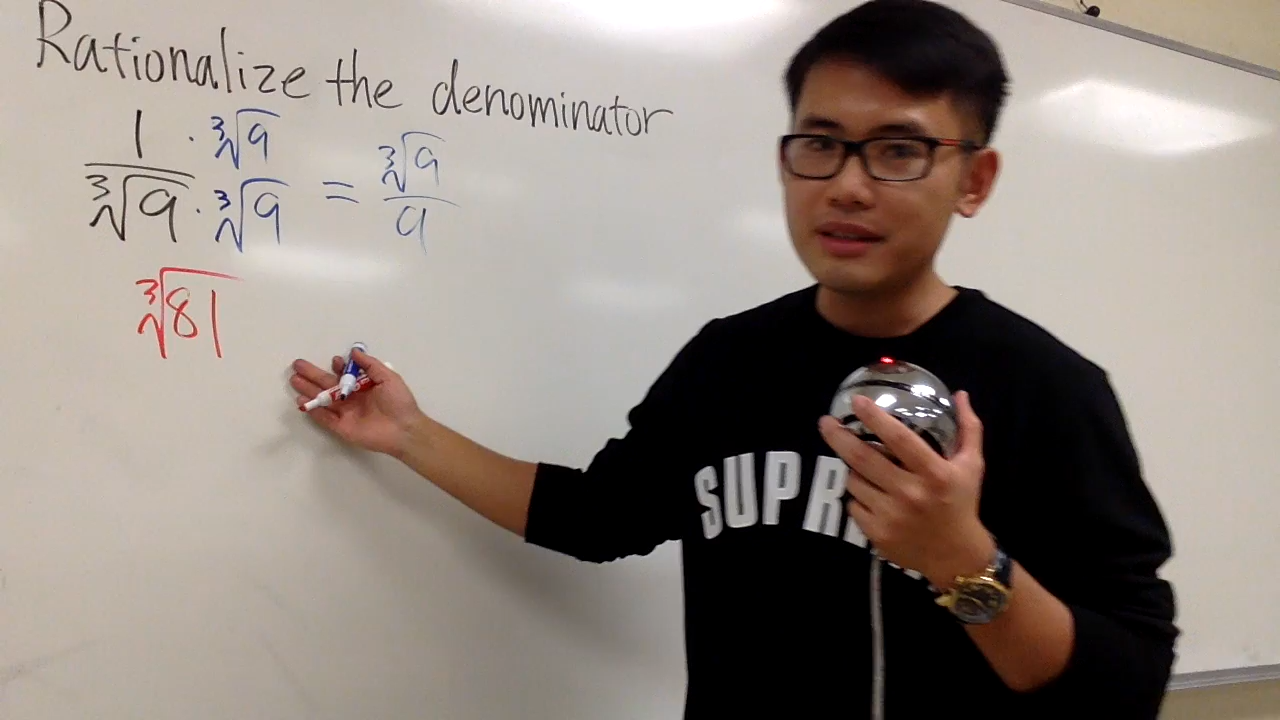 Rationalize the denominator
1 · ∛9 / ∛9 · ∛9 = ∛9 / 9
∛81
SUPR